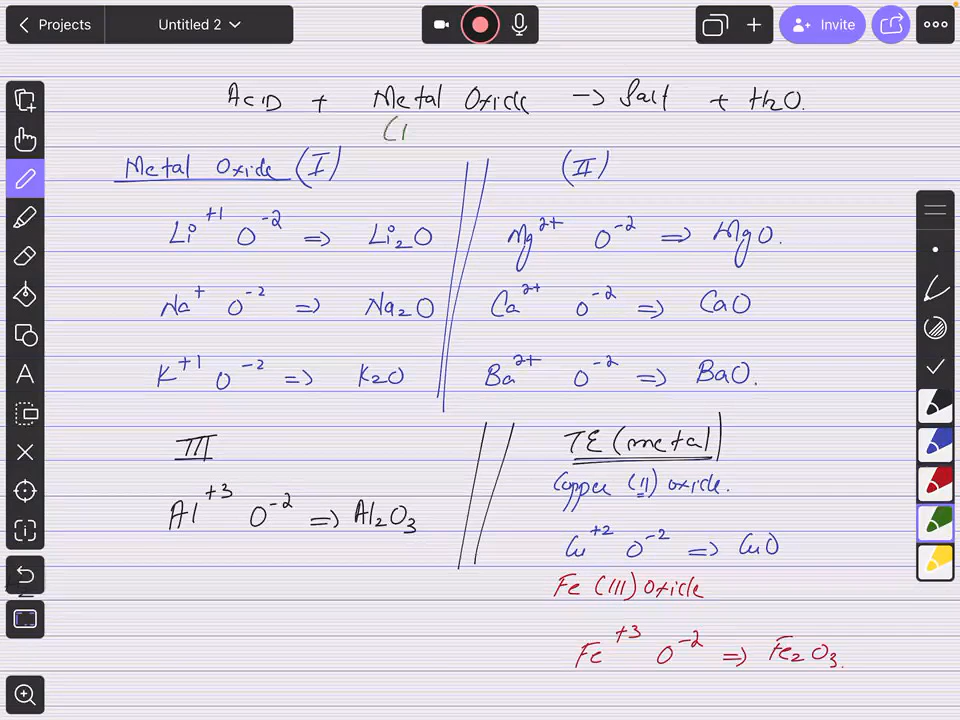 Projects
Untitled 2
Invite
ACID + Metal Oxide -> Salt + H2O.
(1
Metal Oxide (I)
Li+1 O-2 => Li2O
Na+ O-2 => Na2O
K+1 O-2 => K2O
(II)
Mg2+ O-2 => MgO.
Ca2+ O-2 => CaO
Ba2+ O-2 => BaO.
III
Al+3 O-2 => Al2O3
TE (metal)
Copper (II) oxide.
Cu+2 O-2 => CuO
Fe (III) Oxide
Fe+3 O-2 => Fe2O3.